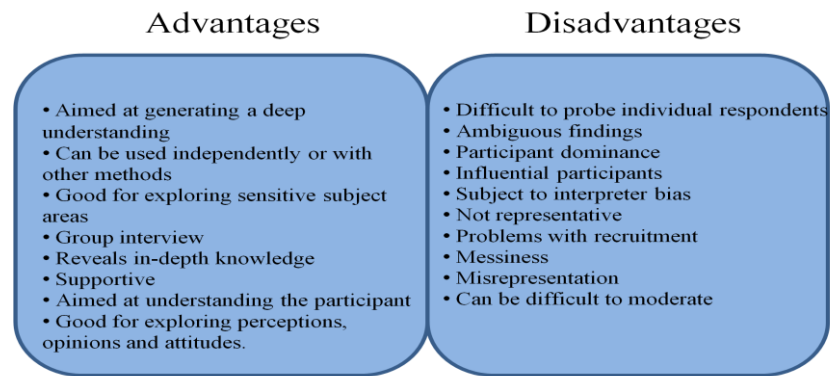 Advantages
• Aimed at generating a deep
understanding
• Can be used independently or with
other methods
• Good for exploring sensitive subject
areas
• Group interview
• Reveals in-depth knowledge
• Supportive
• Aimed at understanding the participant
• Good for exploring perceptions,
opinions and attitudes.
Disadvantages
• Difficult to probe individual respondents
• Ambiguous findings
• Participant dominance
• Influential participants
• Subject to interpreter bias
• Not representative
• Problems with recruitment
• Messiness
• Misrepresentation
• Can be difficult to moderate